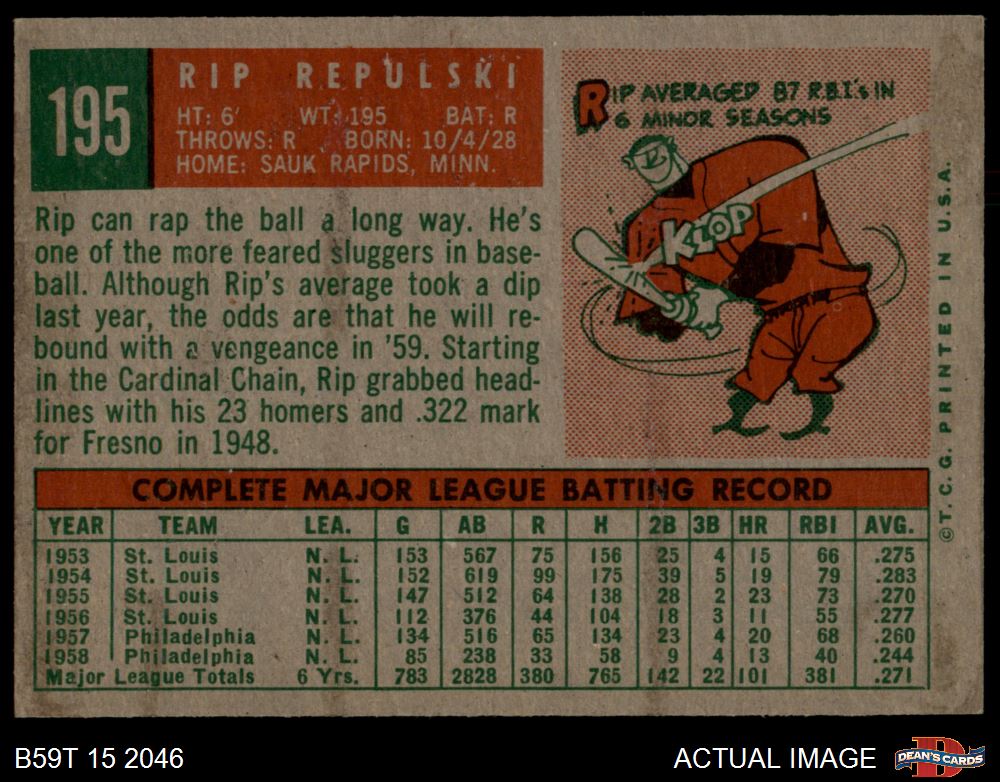 195
RIP REPULSKI
HT: 6' WT: 195 BAT: R
THROWS: R BORN: 10/4/28
HOME: SAUK RAPIDS, MINN.
Rip can rap the ball a long way. He's
one of the more feared sluggers in base-
ball. Although Rip's average took a dip
last year, the odds are that he will re-
bound with a vengeance in '59. Starting
in the Cardinal Chain, Rip grabbed head-
lines with his 23 homers and .322 mark
for Fresno in 1948.
RIP AVERAGED 87 R.B.I.'s IN
6 MINOR SEASONS
KLOP
COMPLETE MAJOR LEAGUE BATTING RECORD
YEAR TEAM LEA. G AB R H 2B 3B HR RBI AVG.
1953 St. Louis N. L. 153 567 75 156 25 4 15 66 .275
1954 St. Louis N. L. 152 619 99 175 39 5 19 79 .283
1955 St. Louis N. L. 147 512 64 138 28 2 23 73 .270
1956 St. Louis N. L. 112 376 44 104 18 3 11 55 .277
1957 Philadelphia N. L. 134 516 65 134 23 4 20 68 .260
1958 Philadelphia N. L. 85 238 33 58 9 4 13 40 .244
Major League Totals 6 Yrs. 783 2828 380 765 142 22 101 381 .271
© T. C. G. PRINTED IN U.S.A.
B59T 15 2046
ACTUAL IMAGE
D
DEAN'S CARDS